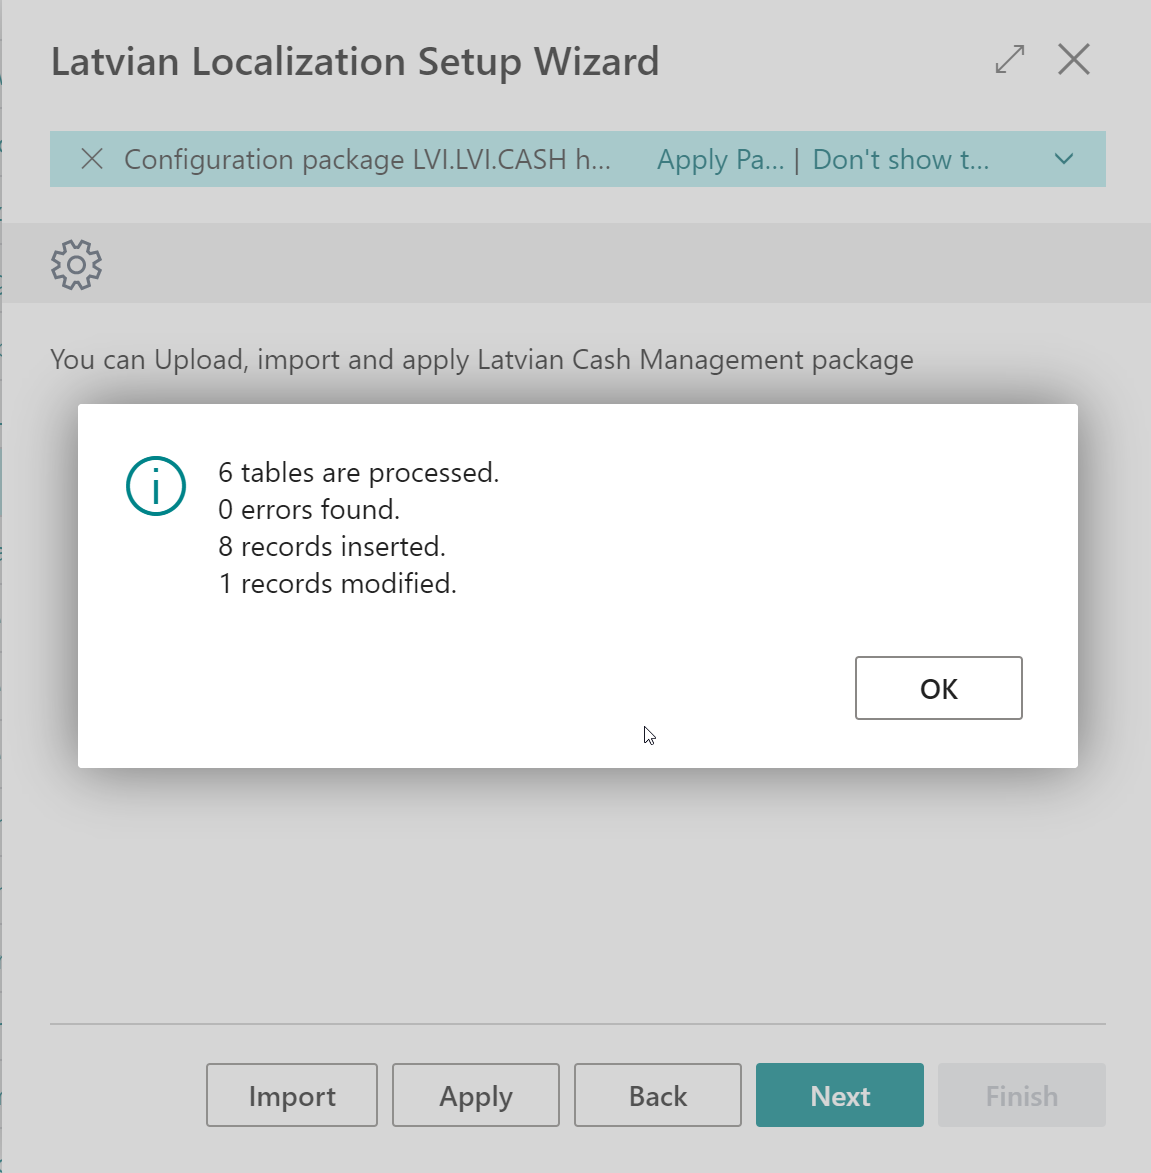 Latvian Localization Setup Wizard
Configuration package LVI.LVI.CASH h... Apply Pa... | Don't show t...
You can Upload, import and apply Latvian Cash Management package
6 tables are processed.
0 errors found.
8 records inserted.
1 records modified.
OK
Import Apply Back Next Finish